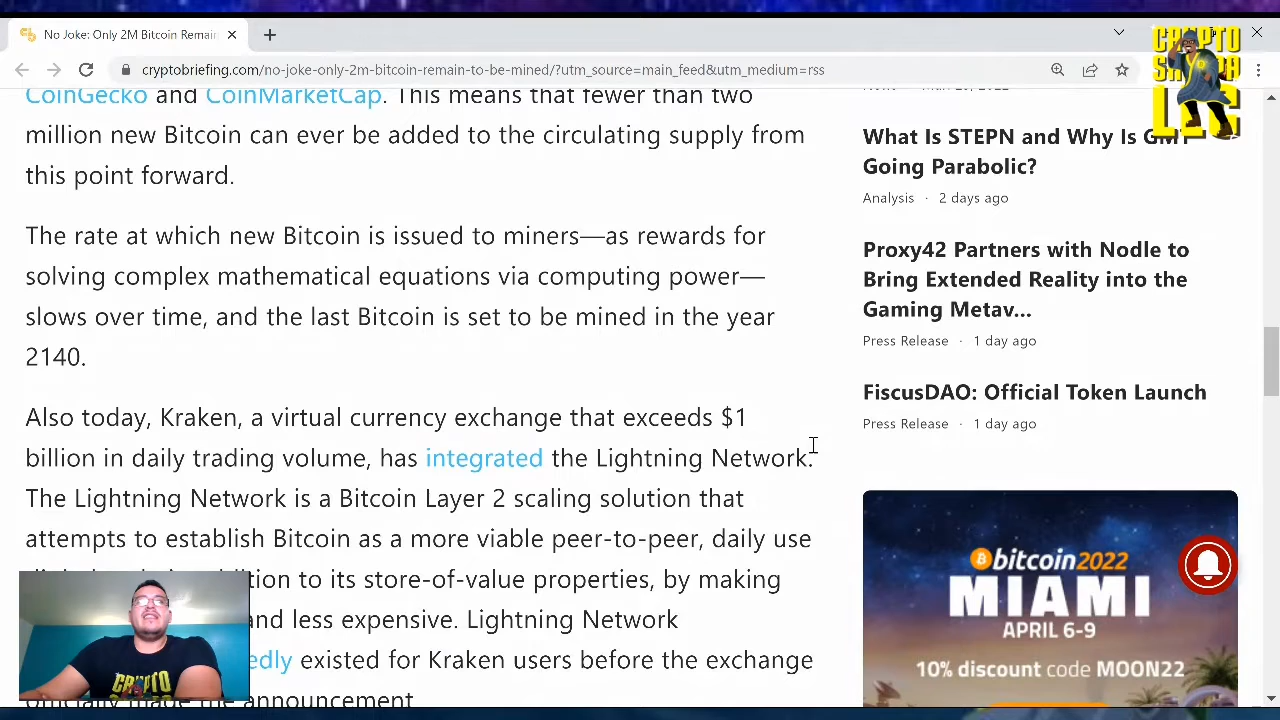 No Joke: Only 2M Bitcoin Remain
cryptobriefing.com/no-joke-only-2m-bitcoin-remain-to-be-mined/?utm_source=main_feed&utm_medium=rss
CRYPTO
LEC
CoinGecko and CoinMarketCap. This means that fewer than two
million new Bitcoin can ever be added to the circulating supply from
this point forward.
The rate at which new Bitcoin is issued to miners—as rewards for
solving complex mathematical equations via computing power—
slows over time, and the last Bitcoin is set to be mined in the year
2140.
Also today, Kraken, a virtual currency exchange that exceeds $1
billion in daily trading volume, has integrated the Lightning Network.
The Lightning Network is a Bitcoin Layer 2 scaling solution that
attempts to establish Bitcoin as a more viable peer-to-peer, daily use
to its store-of-value properties, by making
and less expensive. Lightning Network
existed for Kraken users before the exchange
the announcement
What Is STEPN and Why Is GMT
Going Parabolic?
Analysis · 2 days ago
Proxy42 Partners with Nodle to
Bring Extended Reality into the
Gaming Metav...
Press Release · 1 day ago
FiscusDAO: Official Token Launch
Press Release · 1 day ago
bitcoin2022
MIAMI
APRIL 6-9
10% discount code MOON22
CRYPTO